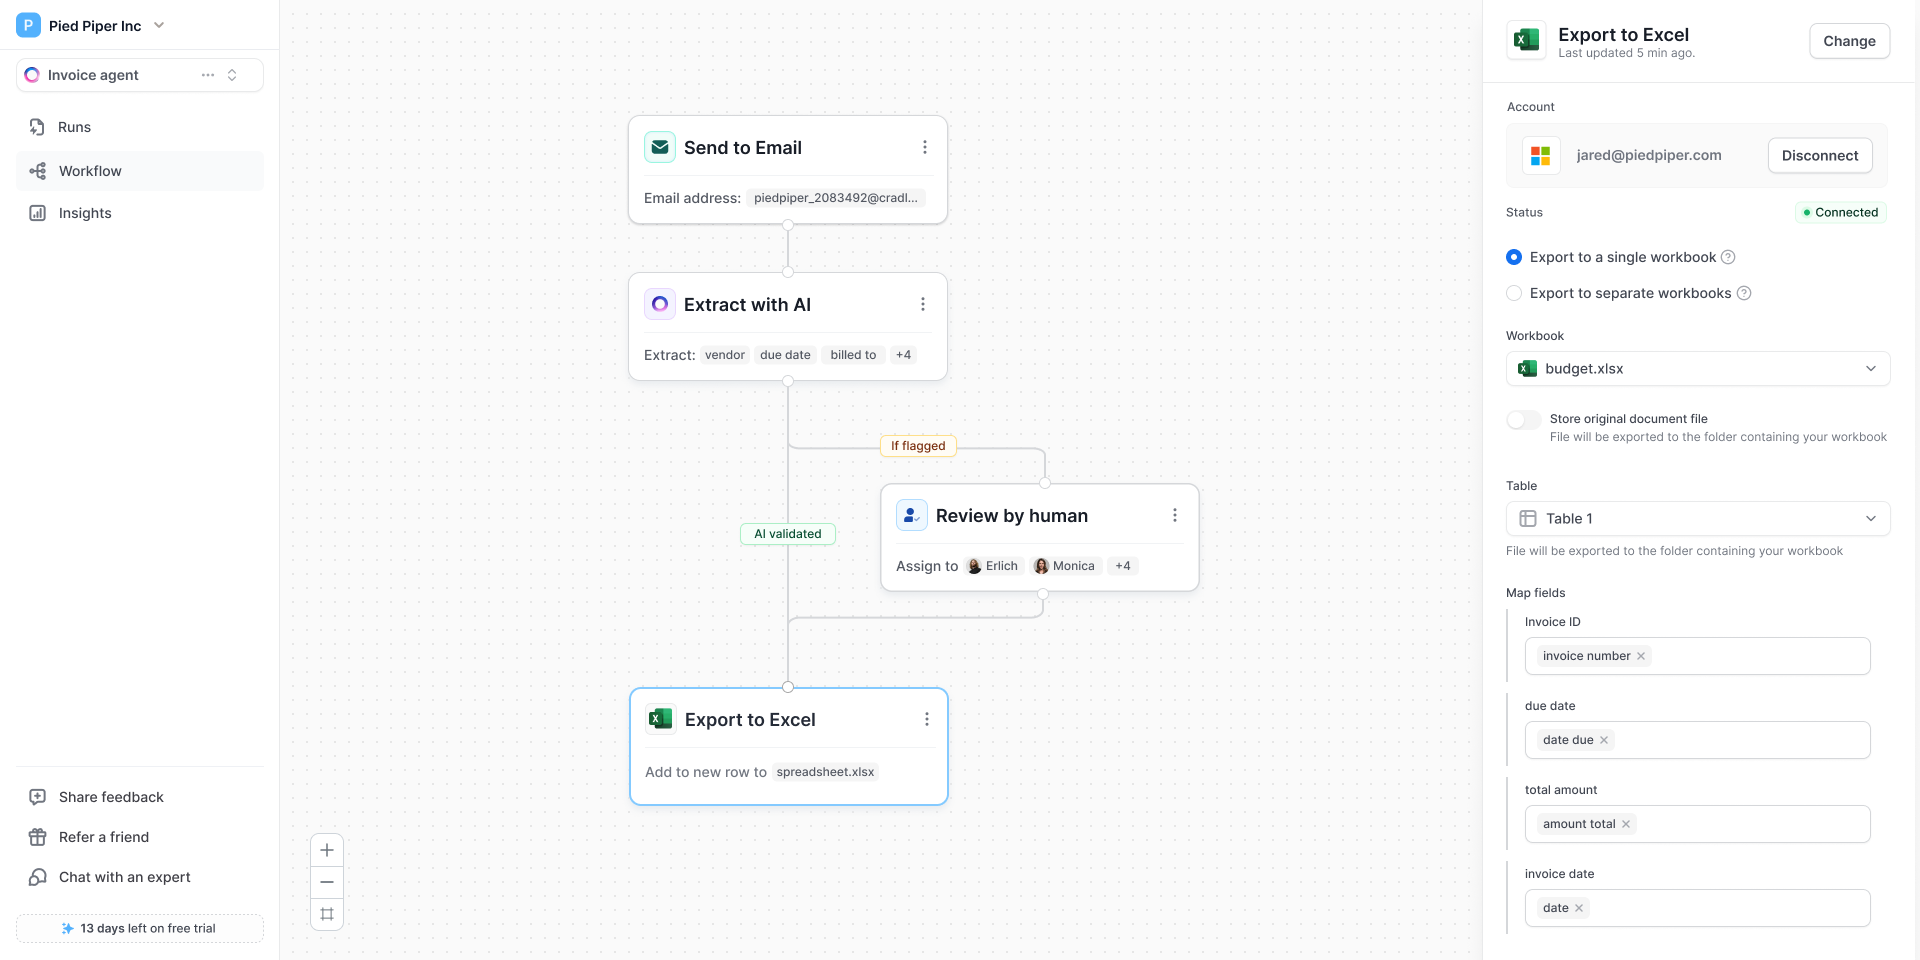 P Pied Piper Inc
Invoice agent
Runs
Workflow
Insights
Share feedback
Refer a friend
Chat with an expert
13 days left on free trial
Send to Email
Email address: piedpiper_2083492@cradl...
Extract with AI
Extract: vendor due date billed to +4
If flagged
AI validated
Review by human
Assign to Erlich Monica +4
Export to Excel
Add to new row to spreadsheet.xlsx
Export to Excel
Last updated 5 min ago.
Change
Account
jared@piedpiper.com
Disconnect
Status
Connected
Export to a single workbook
Export to separate workbooks
Workbook
budget.xlsx
Store original document file
File will be exported to the folder containing your workbook
Table
Table 1
File will be exported to the folder containing your workbook
Map fields
Invoice ID
invoice number
due date
date due
total amount
amount total
invoice date
date